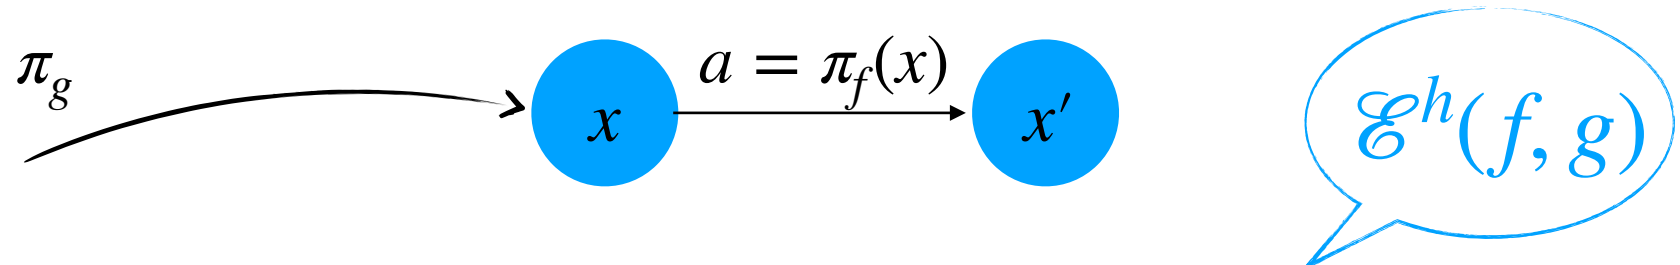 π_g
x
a = π_f(x)
x′
ℰ^h(f, g)